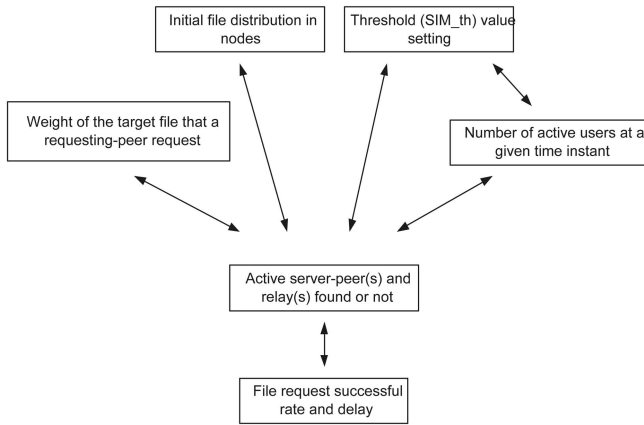 Initial file distribution in
nodes
Threshold (SIM_th) value
setting
Weight of the target file that a
requesting-peer request
Number of active users at a
given time instant
Active server-peer(s) and
relay(s) found or not
File request successful
rate and delay